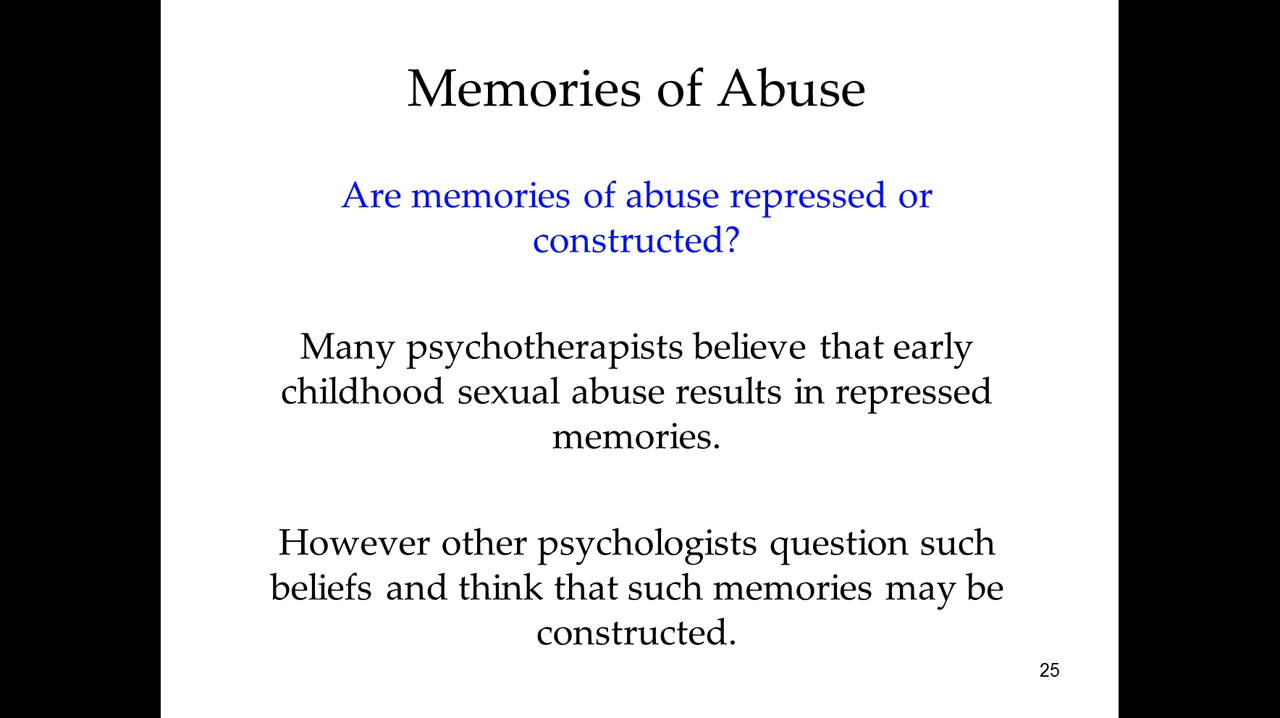 Memories of Abuse
Are memories of abuse repressed or
constructed?
Many psychotherapists believe that early
childhood sexual abuse results in repressed
memories.
However other psychologists question such
beliefs and think that such memories may be
constructed.
25